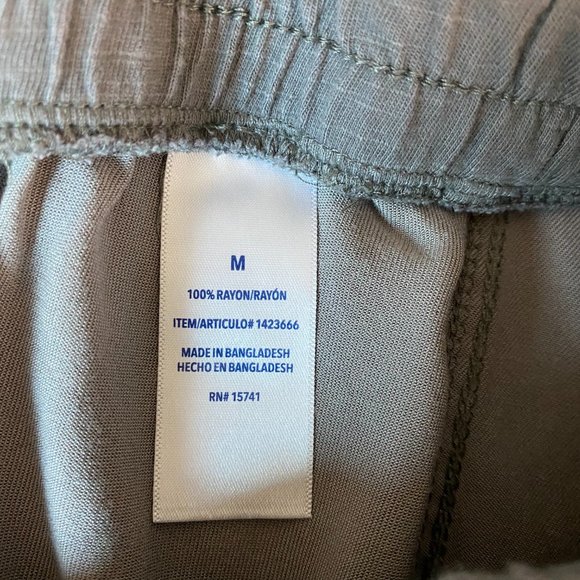 M
100% RAYON/RAYÓN
ITEM/ARTICULO# 1423666
MADE IN BANGLADESH
HECHO EN BANGLADESH
RN# 15741